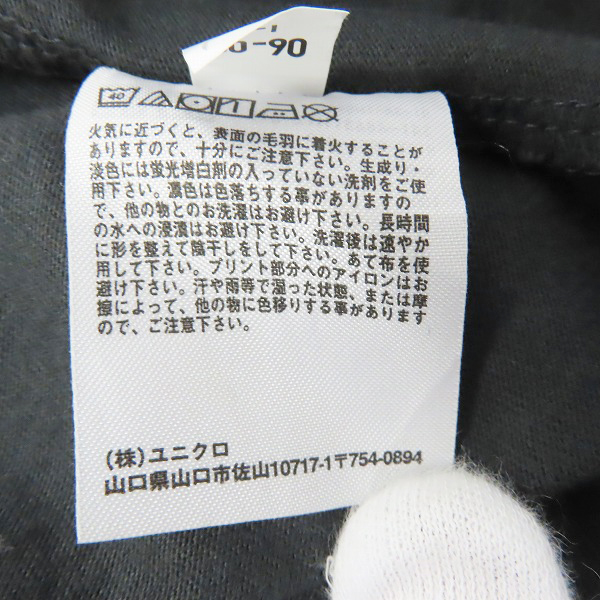 -90
40
火気に近づくと、表面の毛羽に着火することが
ありますので、十分にご注意下さい。生成り・
淡色には蛍光増白剤の入っていない洗剤をご使
用下さい。濃色は色落ちする事がありますの
で、他の物とのお洗濯はお避け下さい。長時間
の水への浸漬はお避け下さい。洗濯後は速やか
に形を整えて陰干しをして下さい。あて布を使
用して下さい。プリント部分へのアイロンはお
避け下さい。汗や雨等で湿った状態、または摩
擦によって、他の物に色移りする事があります
ので、ご注意下さい。
(株)ユニクロ
山口県山口市佐山10717-1〒754-0894